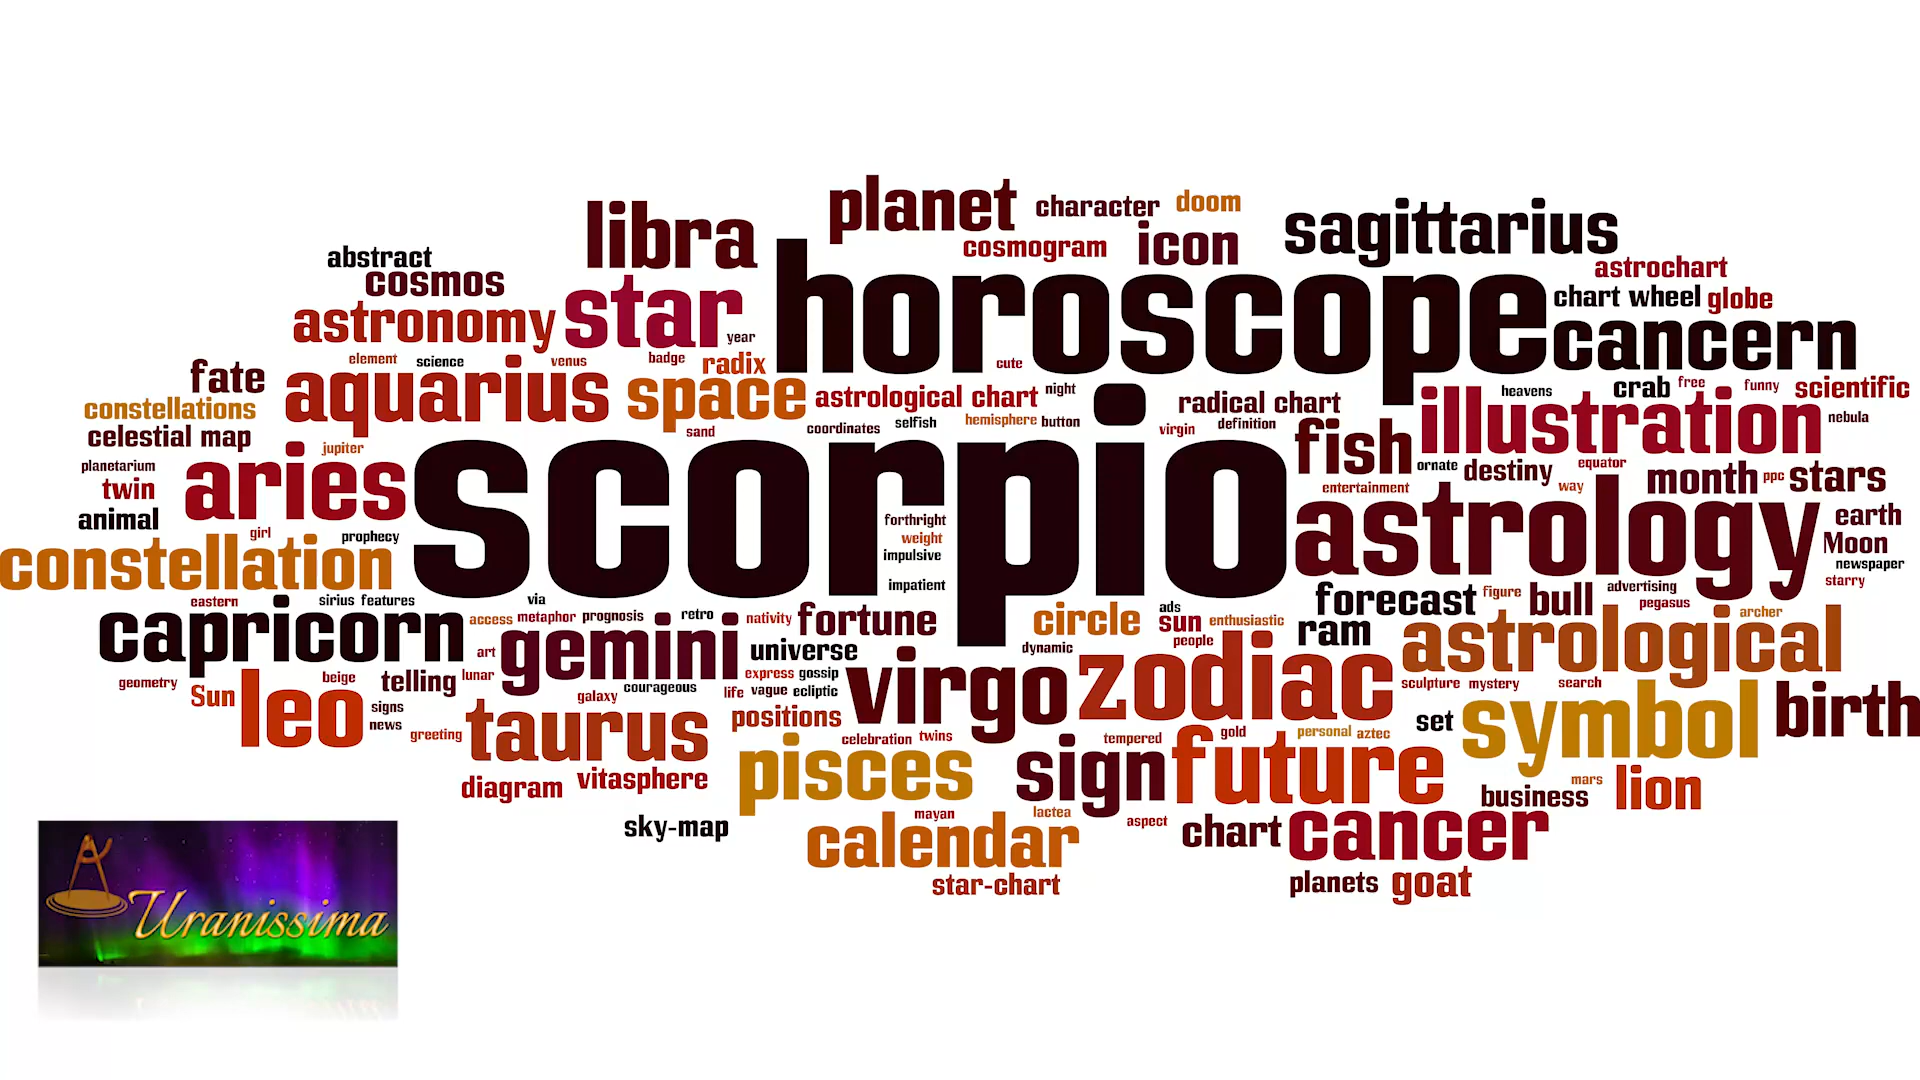 planet
character
doom
libra
sagittarius
cosmogram
icon
abstract
cosmos
horoscope
astrochart
star
chart wheel
globe
astronomy
year
cancern
element
science
venus
badge
radix
cute
fate
aquarius
space
astrological chart
night
heavens
crab
free
funny
scientific
constellations
radical chart
illustration
nebula
celestial map
sand
coordinates
selfish
hemisphere
button
virgin
definition
fish
jupiter
planetarium
aries
scorpio
ornate
destiny
equator
month
ppc
stars
twin
entertainment
way
animal
girl
prophecy
forthright
weight
impulsive
impatient
astrology
earth
Moon
newspaper
starry
constellation
eastern
sirius
features
via
forecast
figure
bull
advertising
pegasus
capricorn
access
metaphor
prognosis
retro
nativity
fortune
circle
ads
sun
enthusiastic
people
ram
astrological
archer
art
gemini
universe
dynamic
geometry
Sun
leo
beige
telling
lunar
galaxy
courageous
express
gossip
life
vague
ecliptic
virgo
zodiac
sculpture
mystery
search
signs
news
greeting
taurus
positions
celebration
twins
tempered
gold
personal
aztec
set
symbol
birth
diagram
vitasphere
pisces
sign
future
business
mars
lion
sky-map
mayan
lactea
aspect
calendar
chart
cancer
star-chart
planets
goat
Uranissima